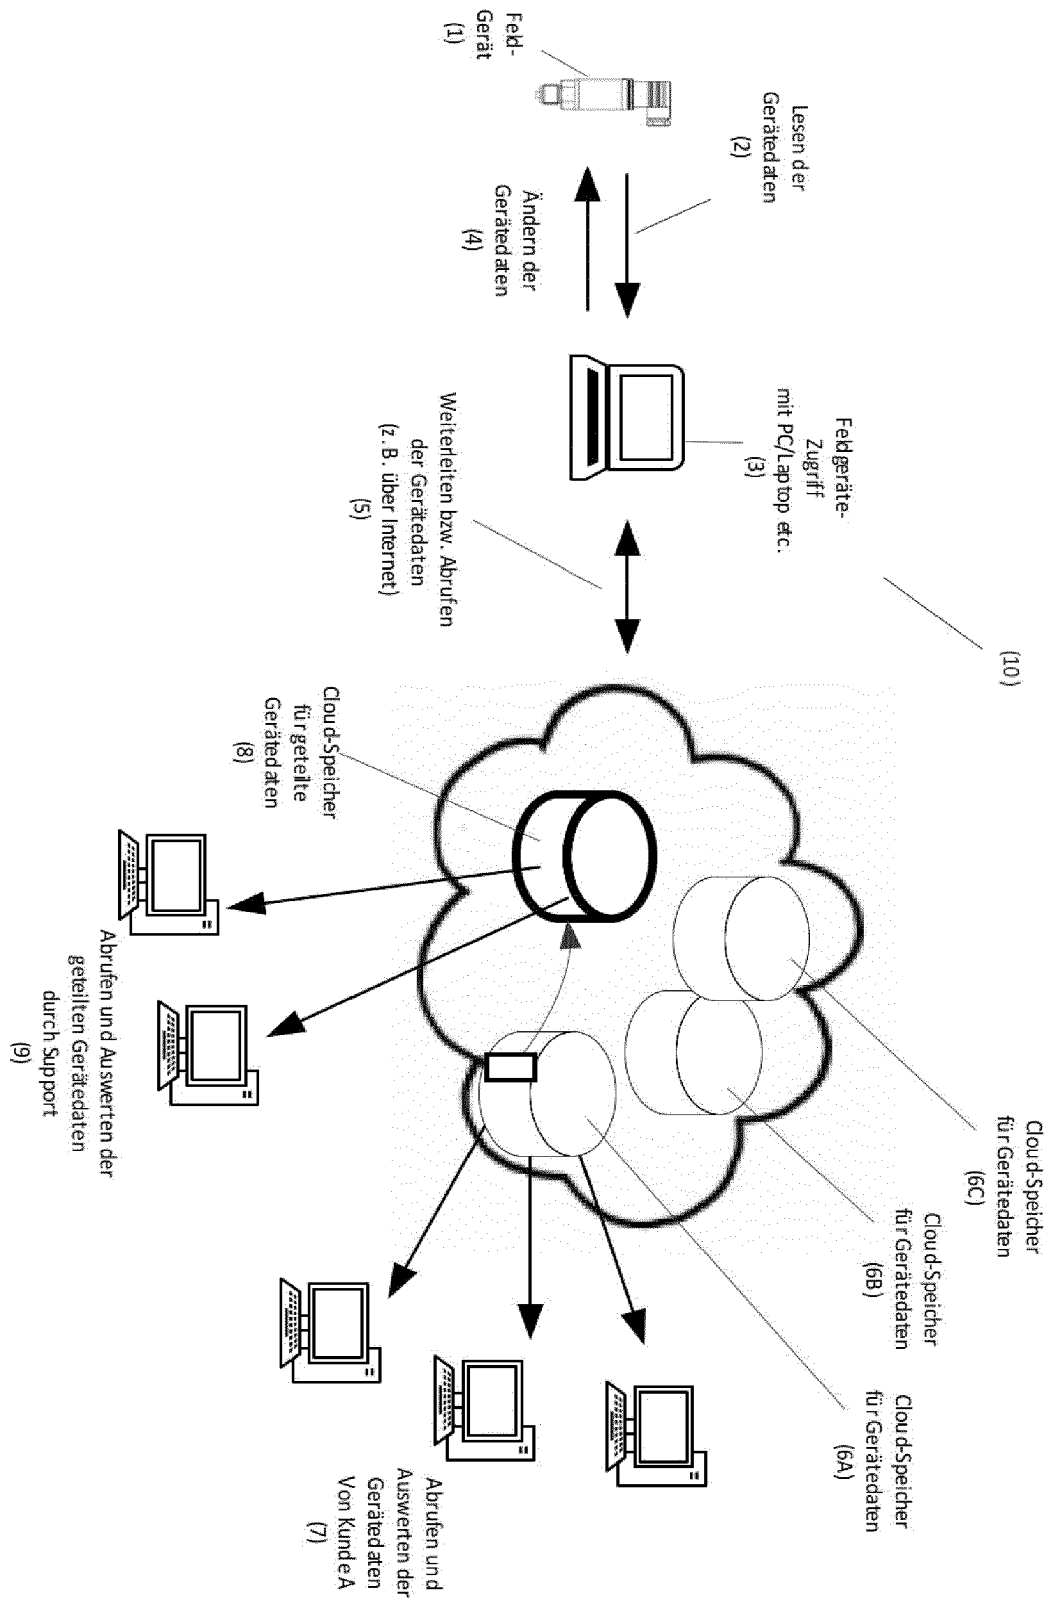 Feld-
Gerät
(1)
Lesen der
Gerätedaten
(2)
Ändern der
Gerätedaten
(4)
Feldgeräte-
Zugriff
mit PC/Laptop etc.
(3)
Weiterleiten bzw. Abrufen
der Gerätedaten
(z. B. über Internet)
(5)
(10)
Cloud-Speicher
für geteilte
Gerätedaten
(8)
Abrufen und Auswerten der
geteilten Gerätedaten
durch Support
(9)
Cloud-Speicher
für Gerätedaten
(6C)
Cloud-Speicher
für Gerätedaten
(6B)
Cloud-Speicher
für Gerätedaten
(6A)
Abrufen und
Auswerten der
Gerätedaten
Von Kunde A
(7)